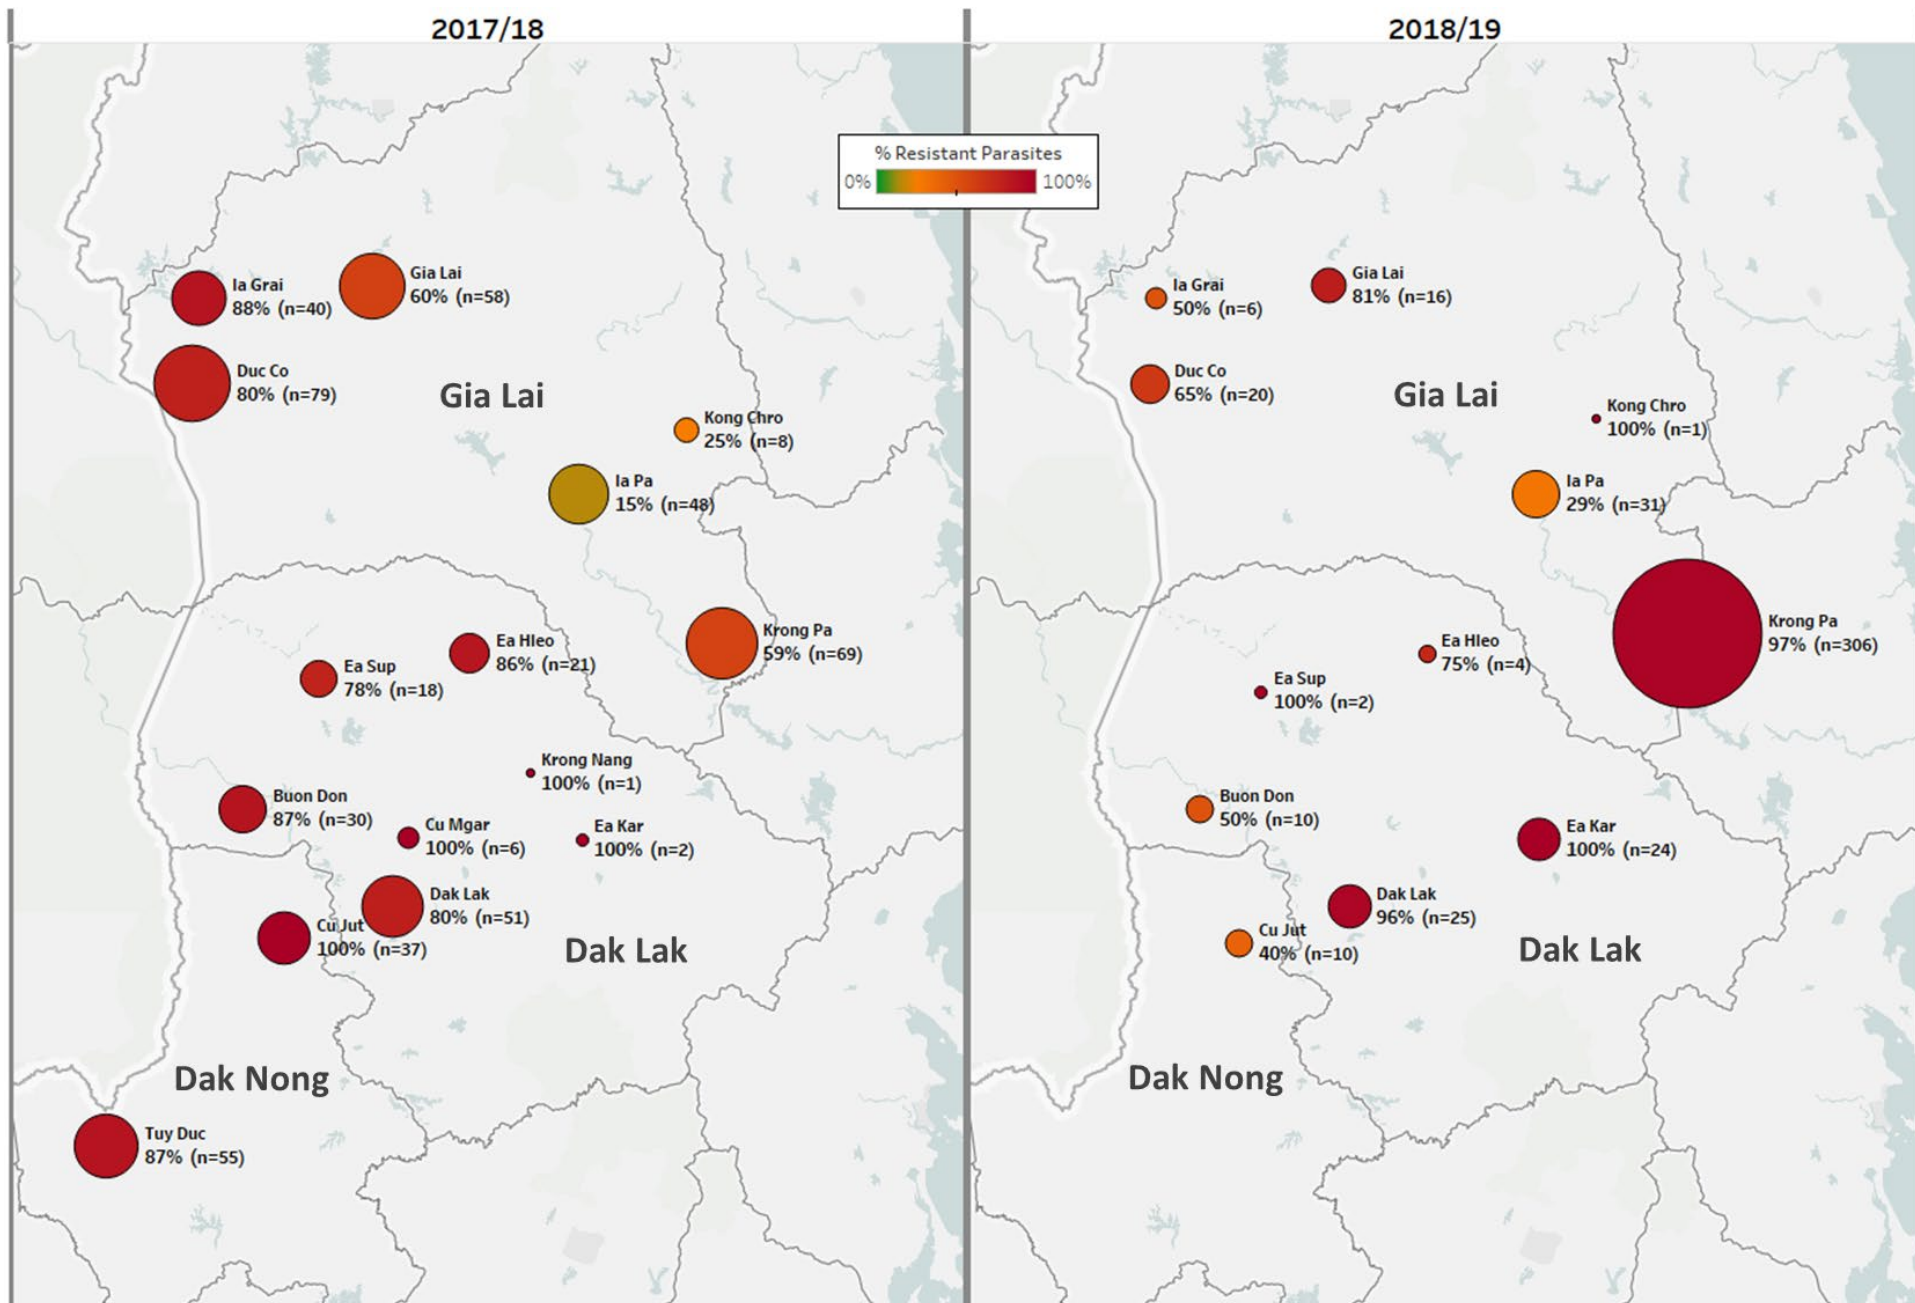 2017/18
2018/19
% Resistant Parasites
0%
100%
Ia Grai
88% (n=40)
Gia Lai
60% (n=58)
Duc Co
80% (n=79)
Gia Lai
Kong Chro
25% (n=8)
Ia Pa
15% (n=48)
Krong Pa
59% (n=69)
Ea Hleo
86% (n=21)
Ea Sup
78% (n=18)
Krong Nang
100% (n=1)
Buon Don
87% (n=30)
Cu Mgar
100% (n=6)
Ea Kar
100% (n=2)
Dak Lak
80% (n=51)
Cu Jut
100% (n=37)
Dak Lak
Dak Nong
Tuy Duc
87% (n=55)
Ia Grai
50% (n=6)
Gia Lai
81% (n=16)
Duc Co
65% (n=20)
Gia Lai
Kong Chro
100% (n=1)
Ia Pa
29% (n=31)
Krong Pa
97% (n=306)
Ea Hleo
75% (n=4)
Ea Sup
100% (n=2)
Buon Don
50% (n=10)
Ea Kar
100% (n=24)
Dak Lak
96% (n=25)
Cu Jut
40% (n=10)
Dak Lak
Dak Nong